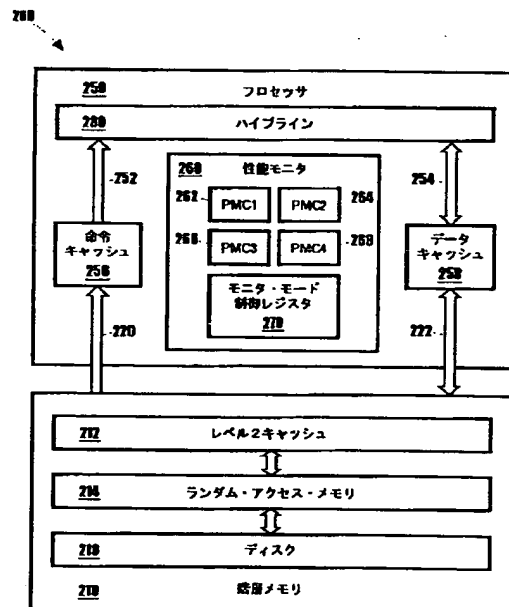 200
250 プロセッサ
280 パイプライン
252
260 性能モニタ
254
262 PMC1 PMC2 264
命令
キャッシュ
256
266 PMC3 PMC4 268
データ
キャッシュ
258
モニタ・モード
制御レジスタ
270
220
222
212 レベル2キャッシュ
214 ランダム・アクセス・メモリ
218 ディスク
210 階層メモリ